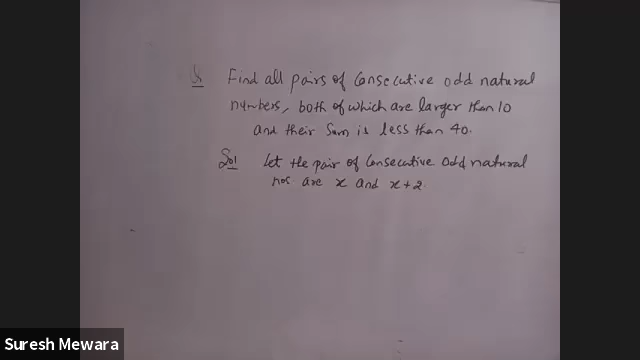 Q. Find all pairs of Consecutive odd natural
numbers, both of which are larger than 10
and their Sum is less than 40.
Sol Let the pair of Consecutive odd natural
nos are x and x+2.
Suresh Mewara